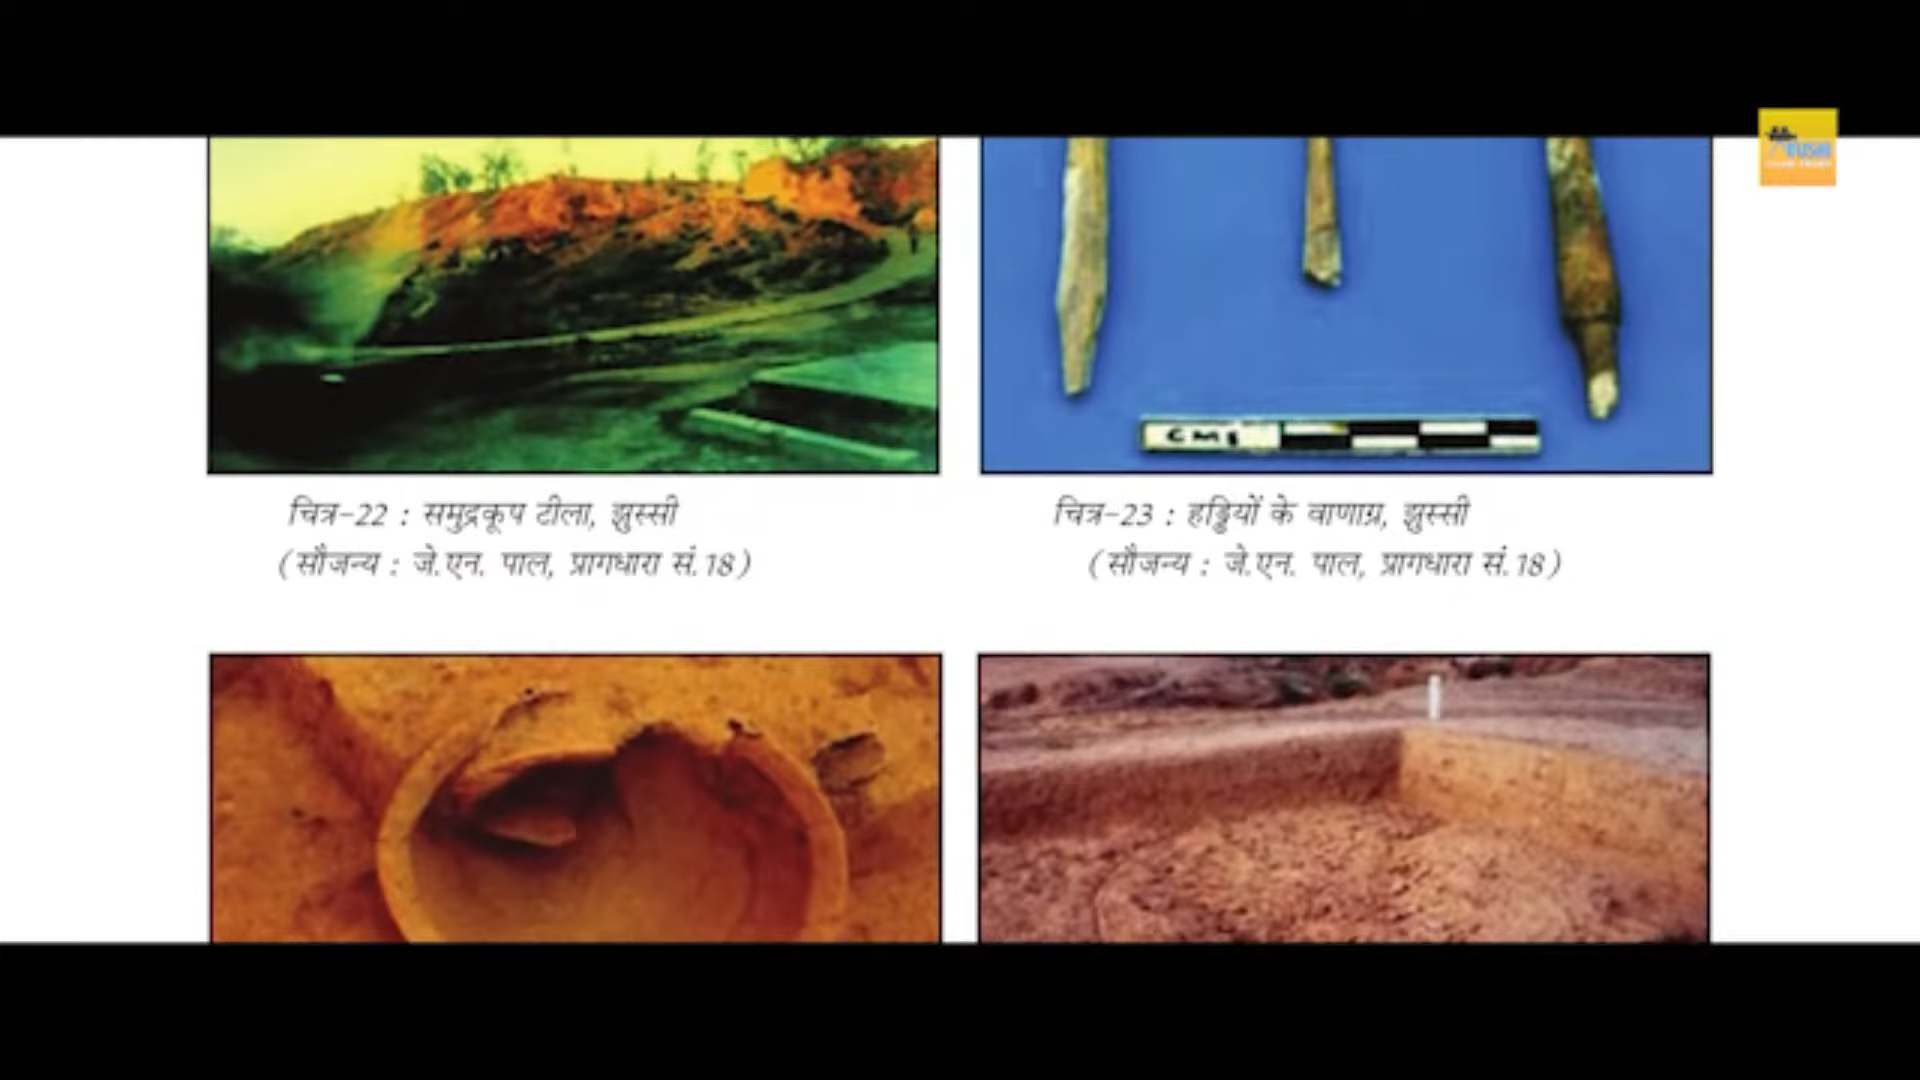 चित्र-22 : समुद्रकूप टीला, झुस्सी
(सौजन्य : जे.एन. पाल, प्रागधारा सं.18)
चित्र-23 : हड्डियों के वाणाग्र, झुस्सी
(सौजन्य : जे.एन. पाल, प्रागधारा सं.18)